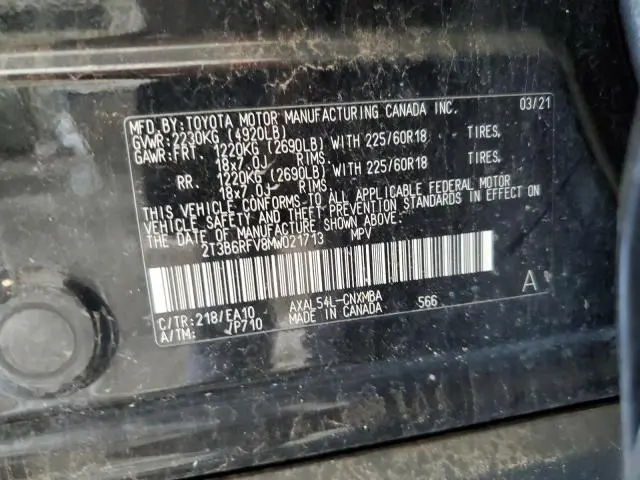 MFD.BY:TOYOTA MOTOR MANUFACTURING CANADA INC. 03/21
GVWR:2230KG (4920LB)
GAWR:FRT. 1220KG (2690LB) WITH 225/60R18 TIRES,
18x7.0J RIMS,
RR. 1220KG (2690LB) WITH 225/60R18 TIRES,
18x7.0J RIMS,
THIS VEHICLE CONFORMS TO ALL APPLICABLE FEDERAL MOTOR
VEHICLE SAFETY AND THEFT PREVENTION STANDARDS IN EFFECT ON
THE DATE OF MANUFACTURE SHOWN ABOVE.
2T3B6RFV8MW021713 MPV
C/TR:218/EA10 AXAL54L-CNXMBA 566 A
A/TM: /P710 MADE IN CANADA